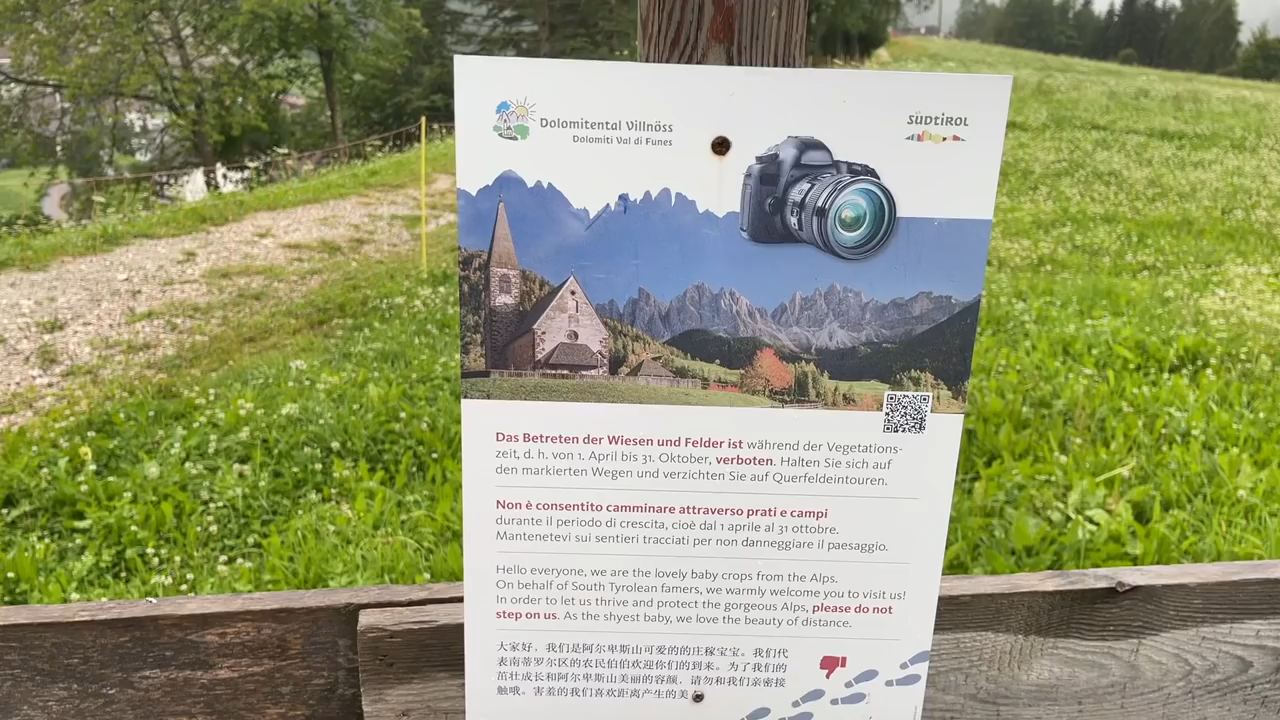 Dolomitental Villnöss
Dolomiti Val di Funes
SÜDTIROL
Das Betreten der Wiesen und Felder ist während der Vegetations-
zeit, d. h. von 1. April bis 31. Oktober, verboten. Halten Sie sich auf
den markierten Wegen und verzichten Sie auf Querfeldeintouren.
Non è consentito camminare attraverso prati e campi
durante il periodo di crescita, cioè dal 1 aprile al 31 ottobre.
Mantenetevi sui sentieri tracciati per non danneggiare il paesaggio.
Hello everyone, we are the lovely baby crops from the Alps.
On behalf of South Tyrolean famers, we warmly welcome you to visit us!
In order to let us thrive and protect the gorgeous Alps, please do not
step on us. As the shyest baby, we love the beauty of distance.
大家好，我们是阿尔卑斯山可爱的的庄稼宝宝。我们代
表南蒂罗尔区的农民伯伯欢迎你们的到来。为了我们的
茁壮成长和阿尔卑斯山美丽的容颜，请勿和我们亲密接
触哦。害羞的我们喜欢距离产生的美